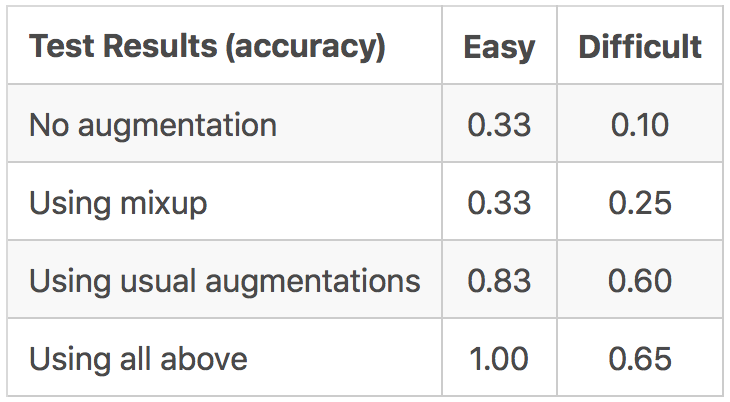 Test Results (accuracy) Easy Difficult
No augmentation 0.33 0.10
Using mixup 0.33 0.25
Using usual augmentations 0.83 0.60
Using all above 1.00 0.65